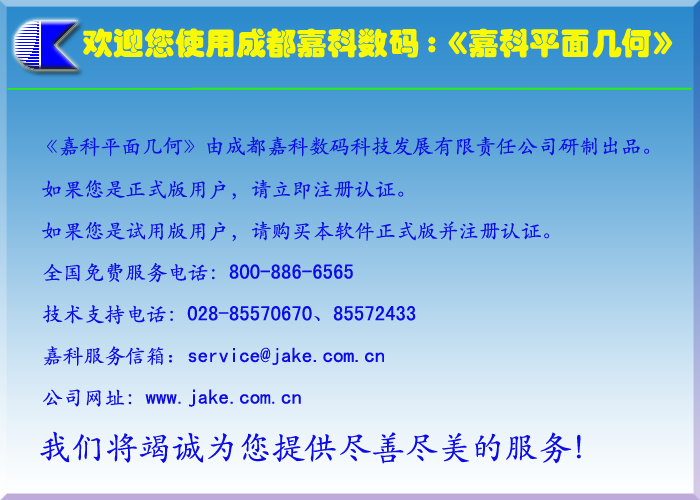 欢迎您使用成都嘉科数码:《嘉科平面几何》
《嘉科平面几何》由成都嘉科数码科技发展有限责任公司研制出品。
如果您是正式版用户，请立即注册认证。
如果您是试用版用户，请购买本软件正式版并注册认证。
全国免费服务电话：800-886-6565
技术支持电话：028-85570670、85572433
嘉科服务信箱：service@jake.com.cn
公司网址：www.jake.com.cn
我们将竭诚为您提供尽善尽美的服务!